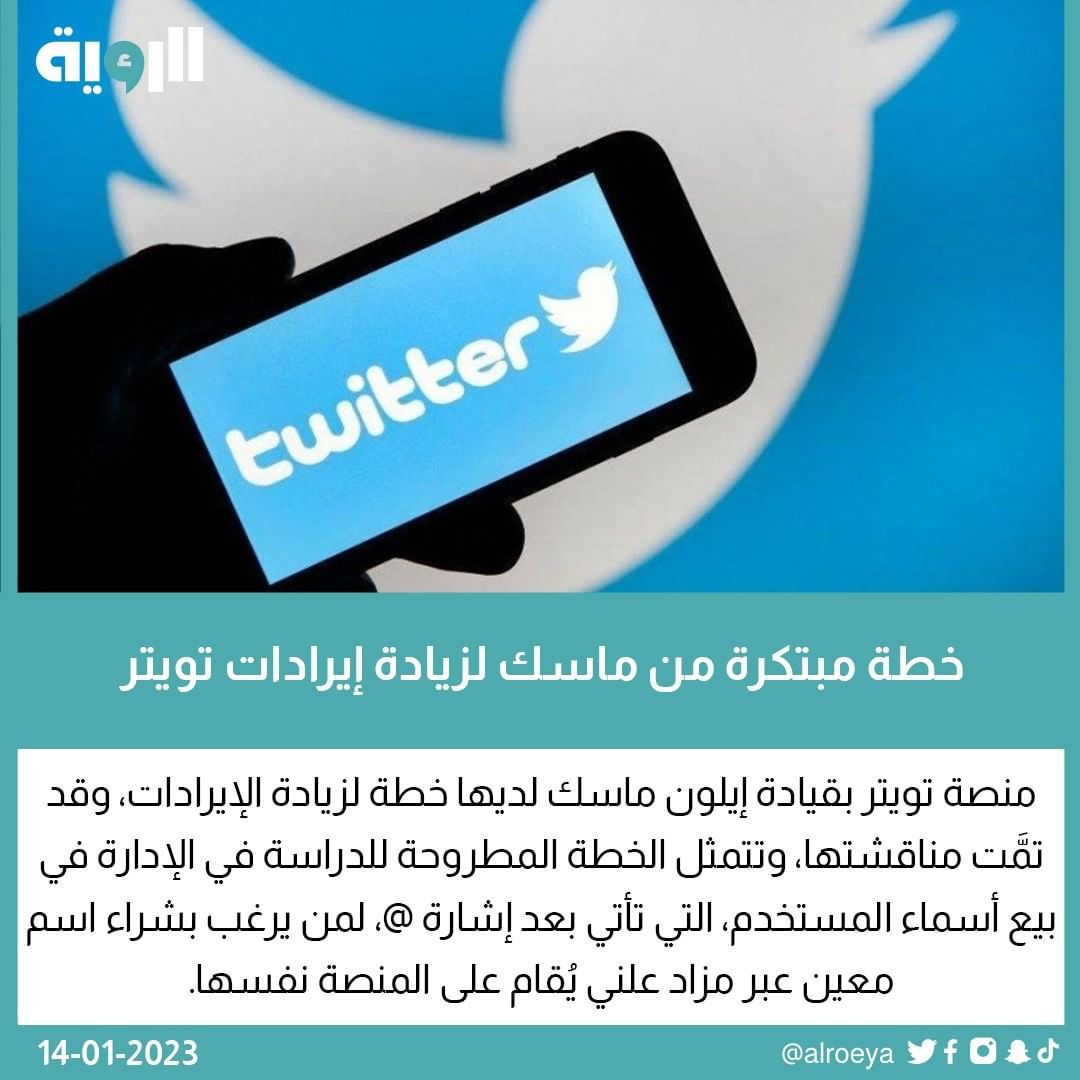 الرؤية
twitter
خطة مبتكرة من ماسك لزيادة إيرادات تويتر
منصة تويتر بقيادة إيلون ماسك لديها خطة لزيادة الإيرادات، وقد
تمَّت مناقشتها، وتتمثل الخطة المطروحة للدراسة في الإدارة في
بيع أسماء المستخدم، التي تأتي بعد إشارة @، لمن يرغب بشراء اسم
معين عبر مزاد علني يُقام على المنصة نفسها.
14-01-2023
@alroeya